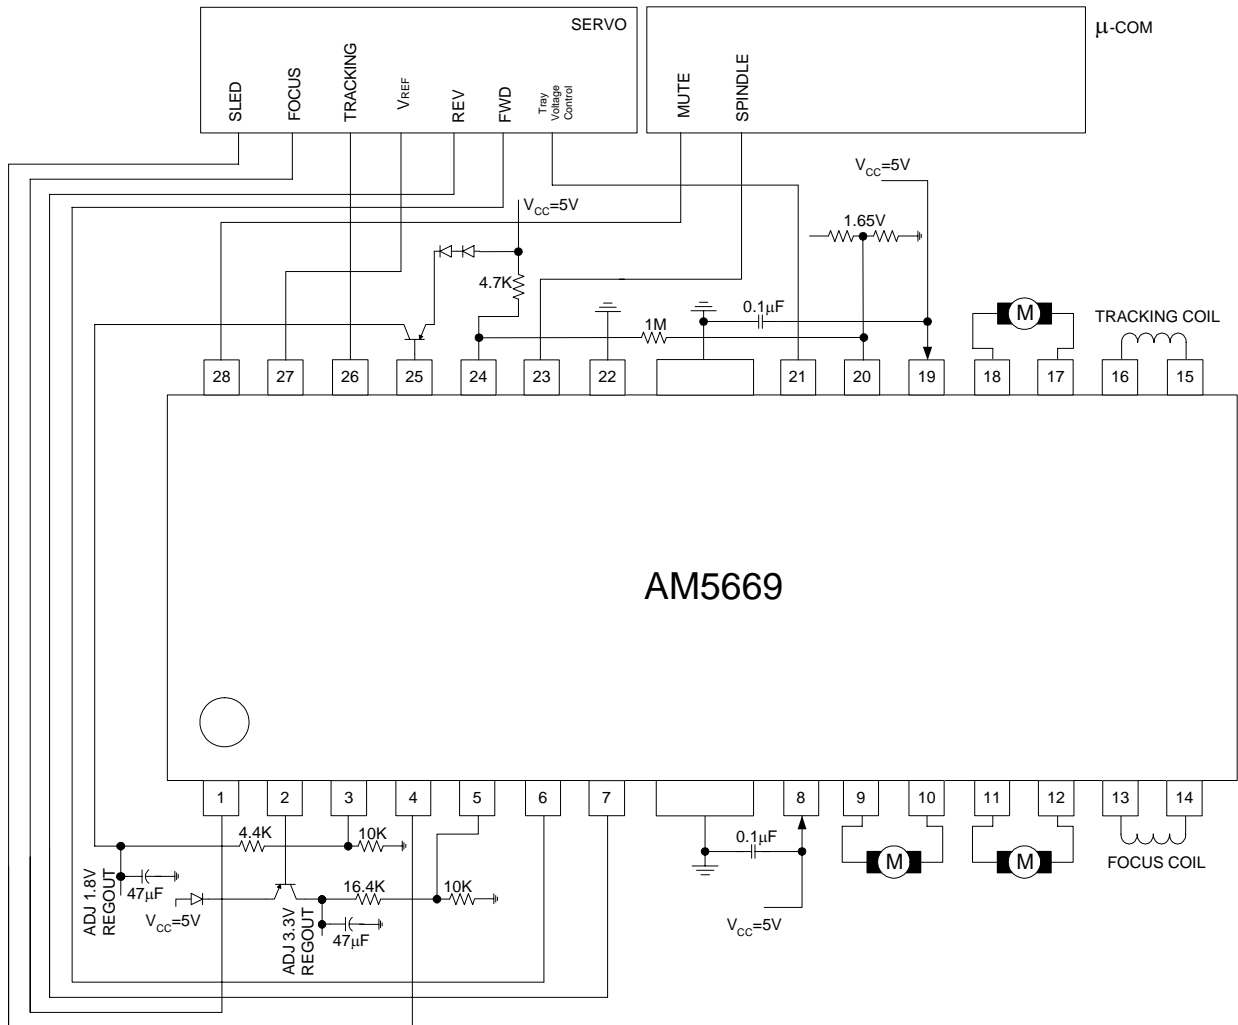 SERVO
μ-COM
SLED
FOCUS
TRACKING
VREF
REV
FWD
Tray
Voltage
Control
MUTE
SPINDLE
VCC=5V
VCC=5V
1.65V
4.7K
1M
0.1μF
M
TRACKING COIL
28
27
26
25
24
23
22
21
20
19
18
17
16
15
AM5669
1
2
3
4
5
6
7
8
9
10
11
12
13
14
4.4K
10K
0.1μF
M
M
FOCUS COIL
ADJ 1.8V
REGOUT
47μF
16.4K
10K
VCC=5V
ADJ 3.3V
REGOUT
47μF
VCC=5V